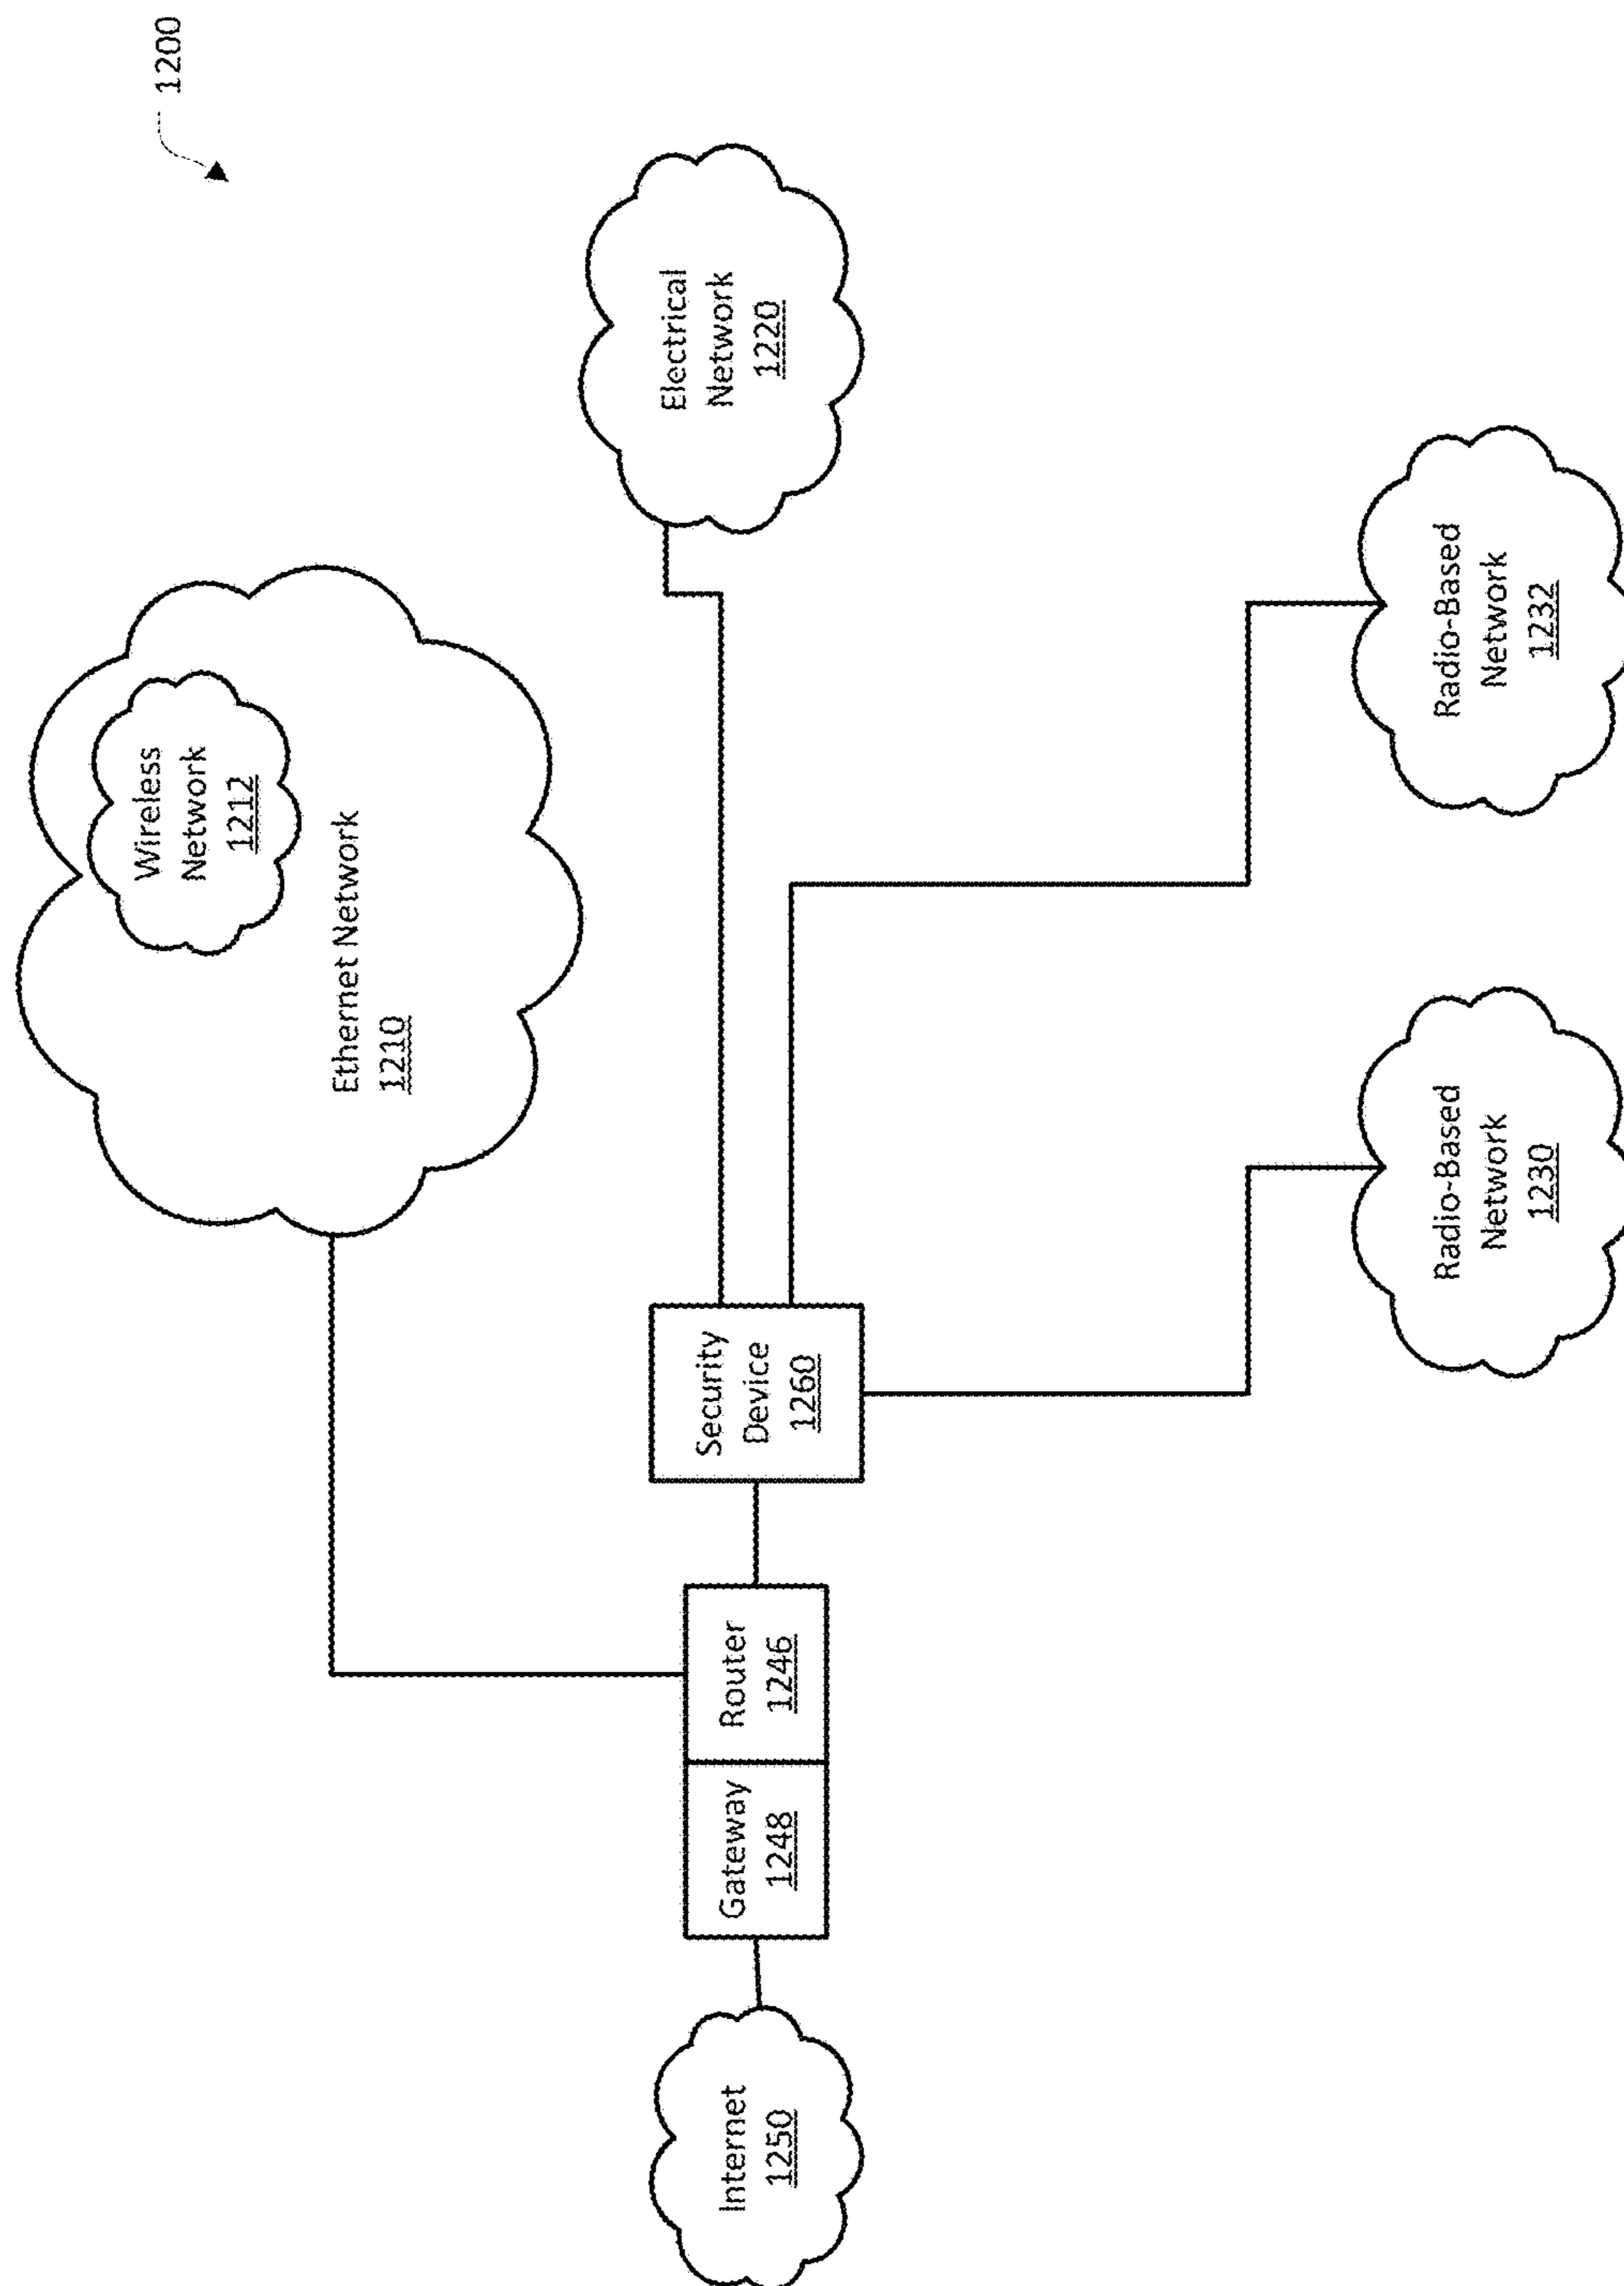 1200
Wireless
Network
1212
Ethernet Network
1210
Electrical
Network
1220
Internet
1250
Gateway
1248
Router
1246
Security
Device
1260
Radio-Based
Network
1230
Radio-Based
Network
1232